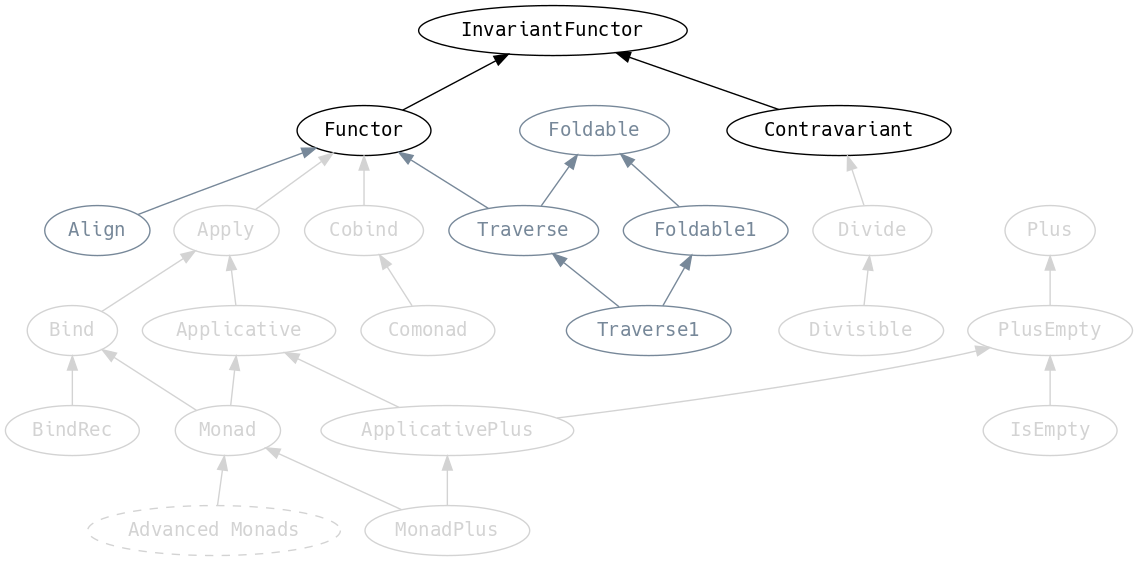 InvariantFunctor
Functor
Foldable
Contravariant
Align
Apply
Cobind
Traverse
Foldable1
Divide
Plus
Bind
Applicative
Comonad
Traverse1
Divisible
PlusEmpty
BindRec
Monad
ApplicativePlus
IsEmpty
Advanced Monads
MonadPlus